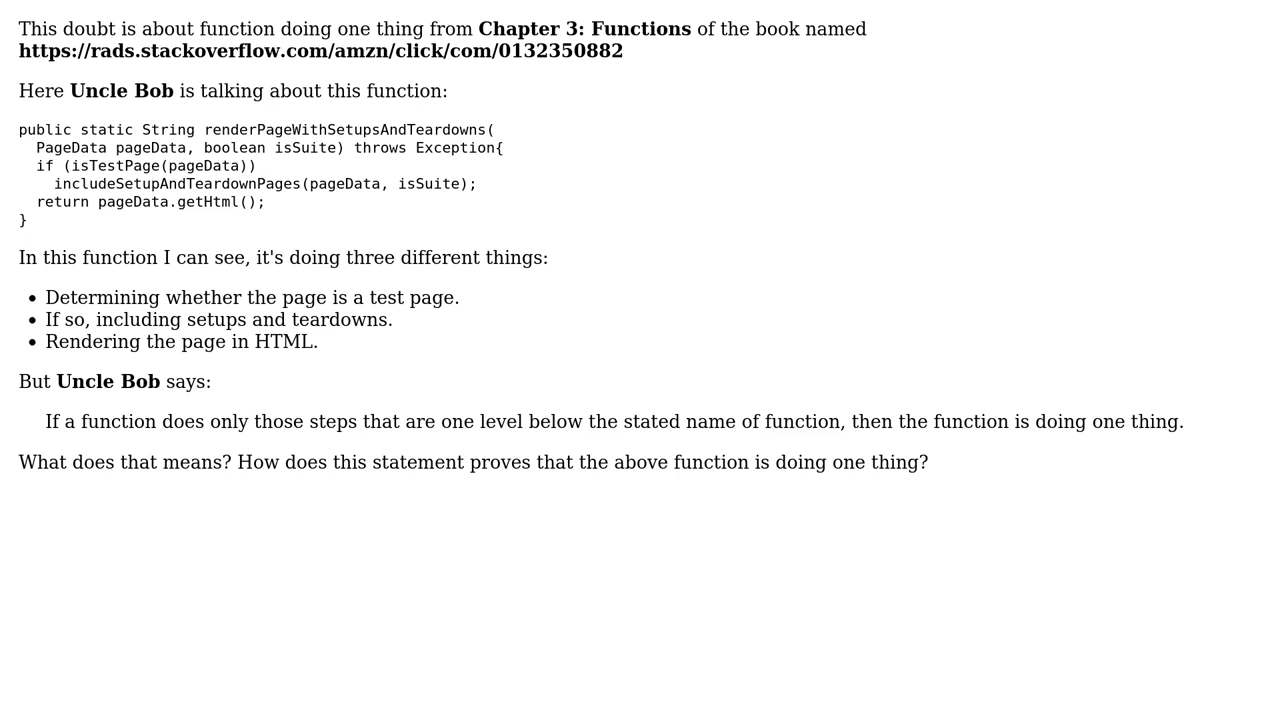 This doubt is about function doing one thing from Chapter 3: Functions of the book named
https://rads.stackoverflow.com/amzn/click/com/0132350882
Here Uncle Bob is talking about this function:
public static String renderPageWithSetupsAndTeardowns(
  PageData pageData, boolean isSuite) throws Exception{
  if (isTestPage(pageData))
    includeSetupAndTeardownPages(pageData, isSuite);
  return pageData.getHtml();
}
In this function I can see, it's doing three different things:
• Determining whether the page is a test page.
• If so, including setups and teardowns.
• Rendering the page in HTML.
But Uncle Bob says:
If a function does only those steps that are one level below the stated name of function, then the function is doing one thing.
What does that means? How does this statement proves that the above function is doing one thing?